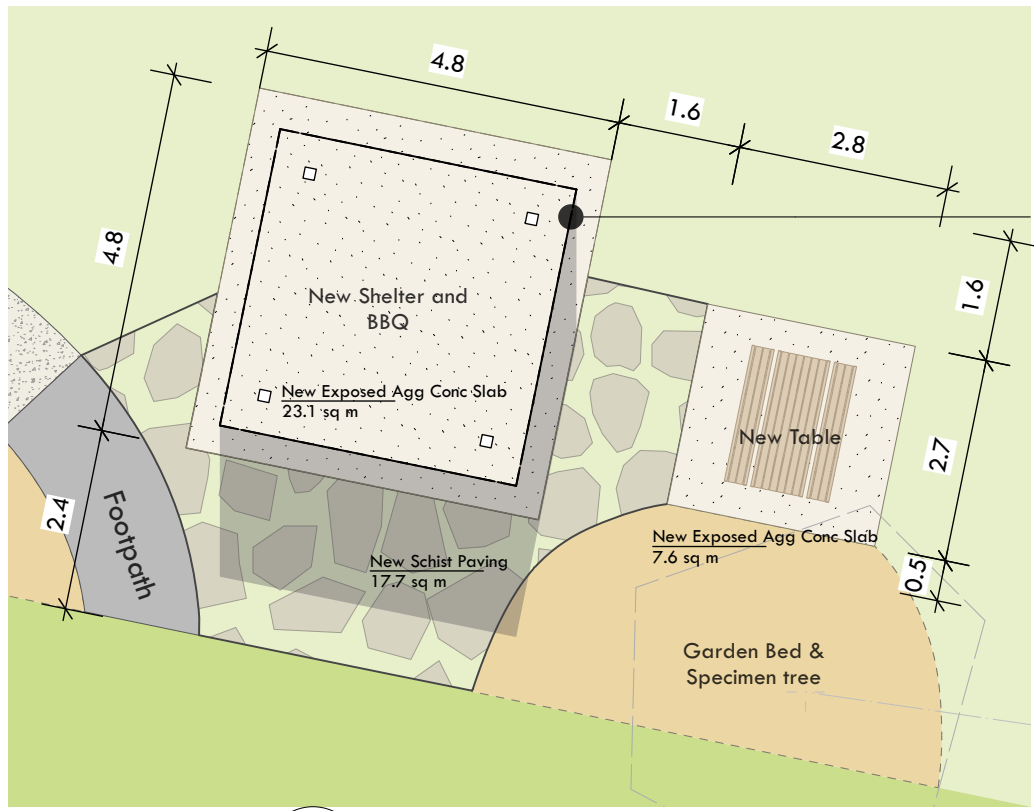 4.8
1.6
2.8
4.8
1.6
New Shelter and
BBQ
New Exposed Agg Conc Slab
23.1 sq m
New Table
2.7
2.4
Footpath
New Exposed Agg Conc Slab
7.6 sq m
New Schist Paving
17.7 sq m
0.5
Garden Bed &
Specimen tree